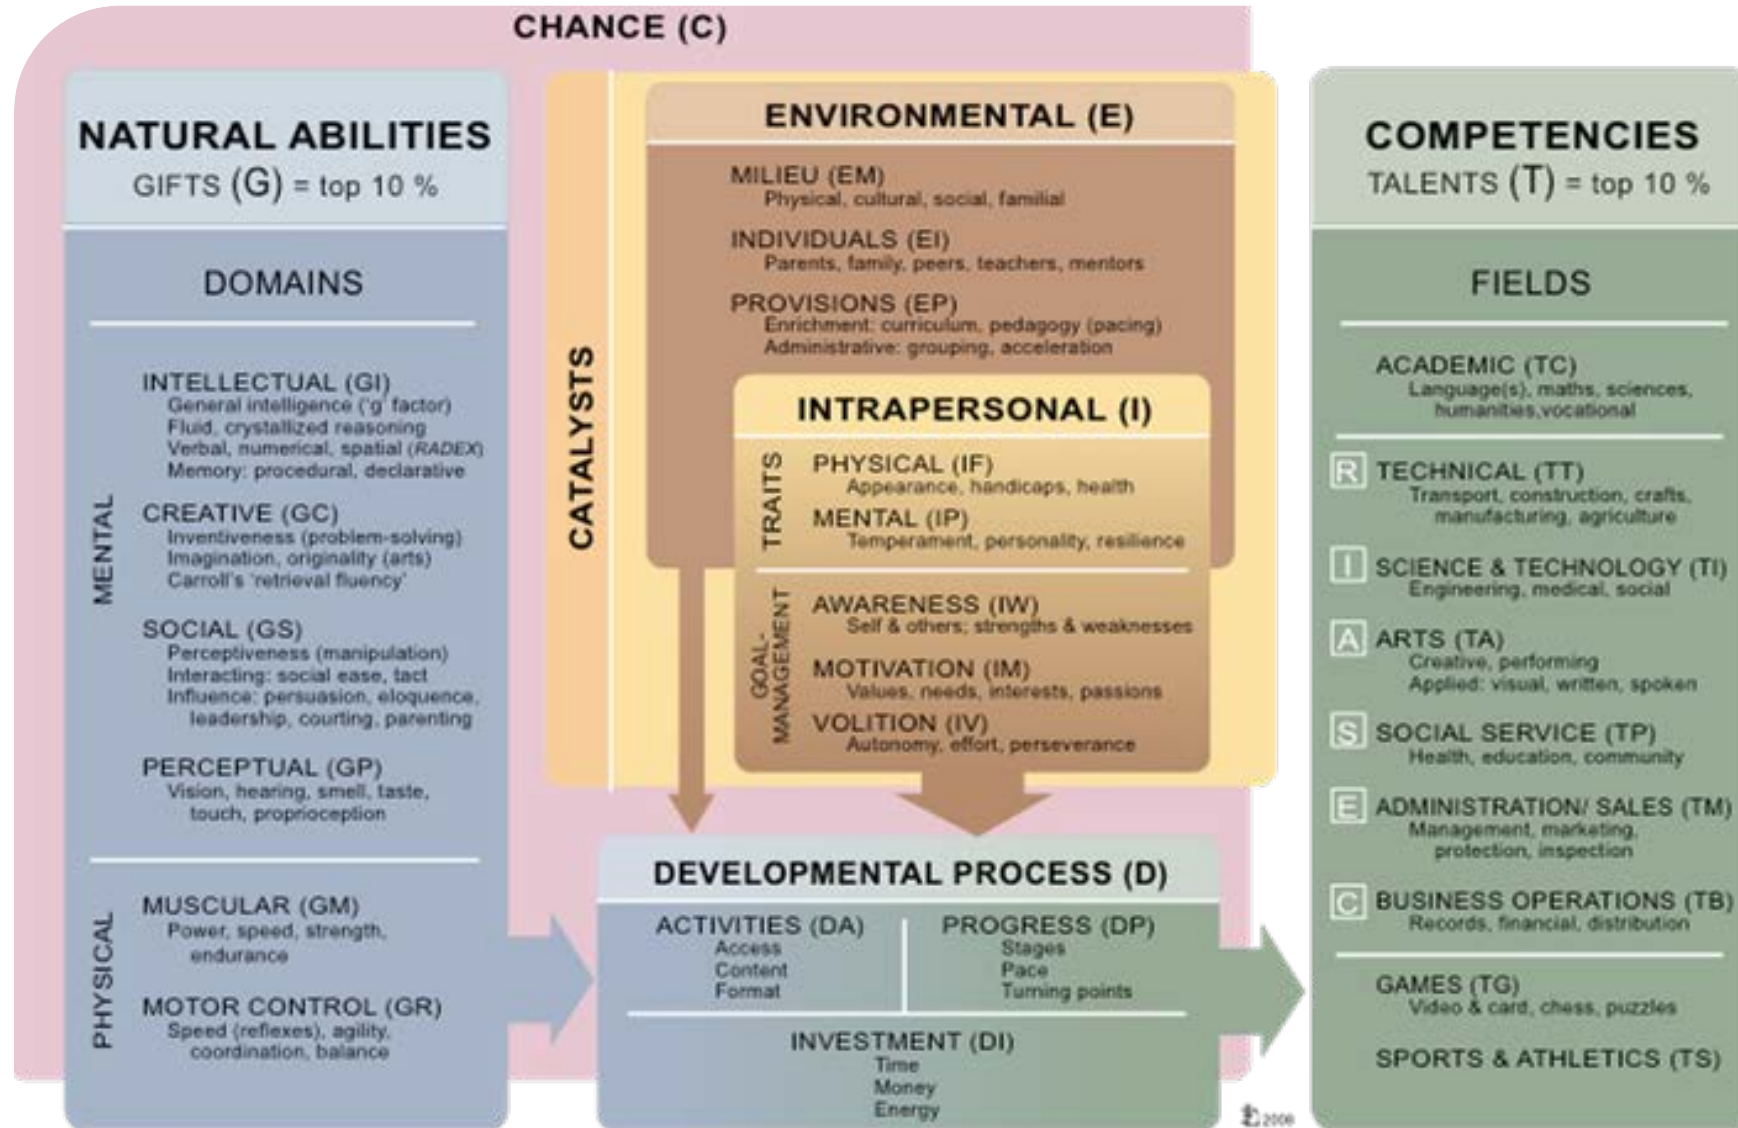 CHANCE (C)
NATURAL ABILITIES
GIFTS (G) = top 10 %
DOMAINS
MENTAL
INTELLECTUAL (GI)
General intelligence ('g' factor)
Fluid, crystallized reasoning
Verbal, numerical, spatial (RADEX)
Memory: procedural, declarative
CREATIVE (GC)
Inventiveness (problem-solving)
Imagination, originality (arts)
Carroll's 'retrieval fluency'
SOCIAL (GS)
Perceptiveness (manipulation)
Interacting: social ease, tact
Influence: persuasion, eloquence,
leadership, courting, parenting
PERCEPTUAL (GP)
Vision, hearing, smell, taste,
touch, proprioception
PHYSICAL
MUSCULAR (GM)
Power, speed, strength,
endurance
MOTOR CONTROL (GR)
Speed (reflexes), agility,
coordination, balance
CATALYSTS
ENVIRONMENTAL (E)
MILIEU (EM)
Physical, cultural, social, familial
INDIVIDUALS (EI)
Parents, family, peers, teachers, mentors
PROVISIONS (EP)
Enrichment: curriculum, pedagogy (pacing)
Administrative: grouping, acceleration
INTRAPERSONAL (I)
TRAITS
PHYSICAL (IF)
Appearance, handicaps, health
MENTAL (IP)
Temperament, personality, resilience
GOAL-
MANAGEMENT
AWARENESS (IW)
Self & others; strengths & weaknesses
MOTIVATION (IM)
Values, needs, interests, passions
VOLITION (IV)
Autonomy, effort, perseverance
DEVELOPMENTAL PROCESS (D)
ACTIVITIES (DA)
Access
Content
Format
PROGRESS (DP)
Stages
Pace
Turning points
INVESTMENT (DI)
Time
Money
Energy
COMPETENCIES
TALENTS (T) = top 10 %
FIELDS
ACADEMIC (TC)
Language(s), maths, sciences,
humanities,vocational
R TECHNICAL (TT)
Transport, construction, crafts,
manufacturing, agriculture
I SCIENCE & TECHNOLOGY (TI)
Engineering, medical, social
A ARTS (TA)
Creative, performing
Applied: visual, written, spoken
S SOCIAL SERVICE (TP)
Health, education, community
E ADMINISTRATION/ SALES (TM)
Management, marketing,
protection, inspection
C BUSINESS OPERATIONS (TB)
Records, financial, distribution
GAMES (TG)
Video & card, chess, puzzles
SPORTS & ATHLETICS (TS)